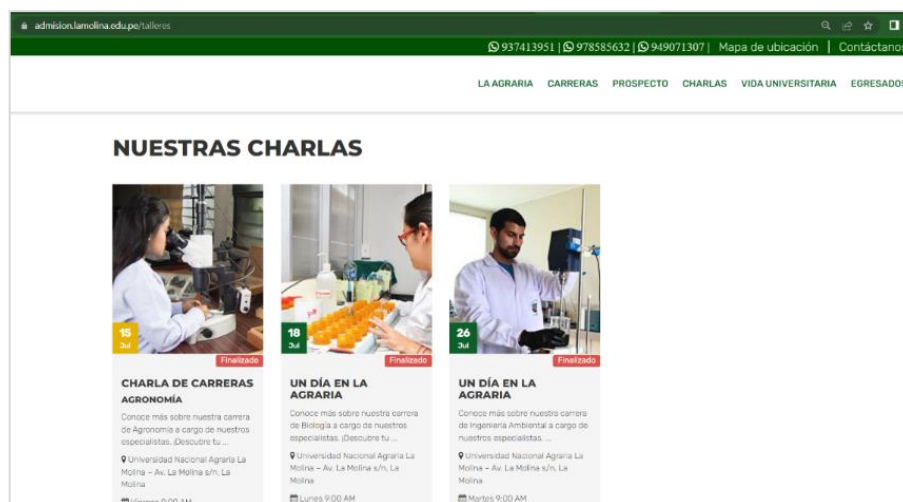 admision.lamolina.edu.pe/talleres
937413951 | 978585632 | 949071307 | Mapa de ubicación | Contáctanos
LA AGRARIA CARRERAS PROSPECTO CHARLAS VIDA UNIVERSITARIA EGRESADOS
NUESTRAS CHARLAS
15
Jul
Finalizado
CHARLA DE CARRERAS
AGRONOMÍA
Conoce más sobre nuestra carrera
de Agronomía a cargo de nuestros
especialistas. ¡Descubre tu ...
Universidad Nacional Agraria La
Molina – Av. La Molina s/n. La
Molina
Viernes 9:00 AM
18
Jul
Finalizado
UN DÍA EN LA
AGRARIA
Conoce más sobre nuestra carrera
de Biología a cargo de nuestros
especialistas. ¡Descubre tu ...
Universidad Nacional Agraria La
Molina – Av. La Molina s/n. La
Molina
Lunes 9:00 AM
26
Jul
Finalizado
UN DÍA EN LA
AGRARIA
Conoce más sobre nuestra carrera
de Ingeniería Ambiental a cargo de
nuestros especialistas. ...
Universidad Nacional Agraria La
Molina – Av. La Molina s/n. La
Molina
Martes 9:00 AM